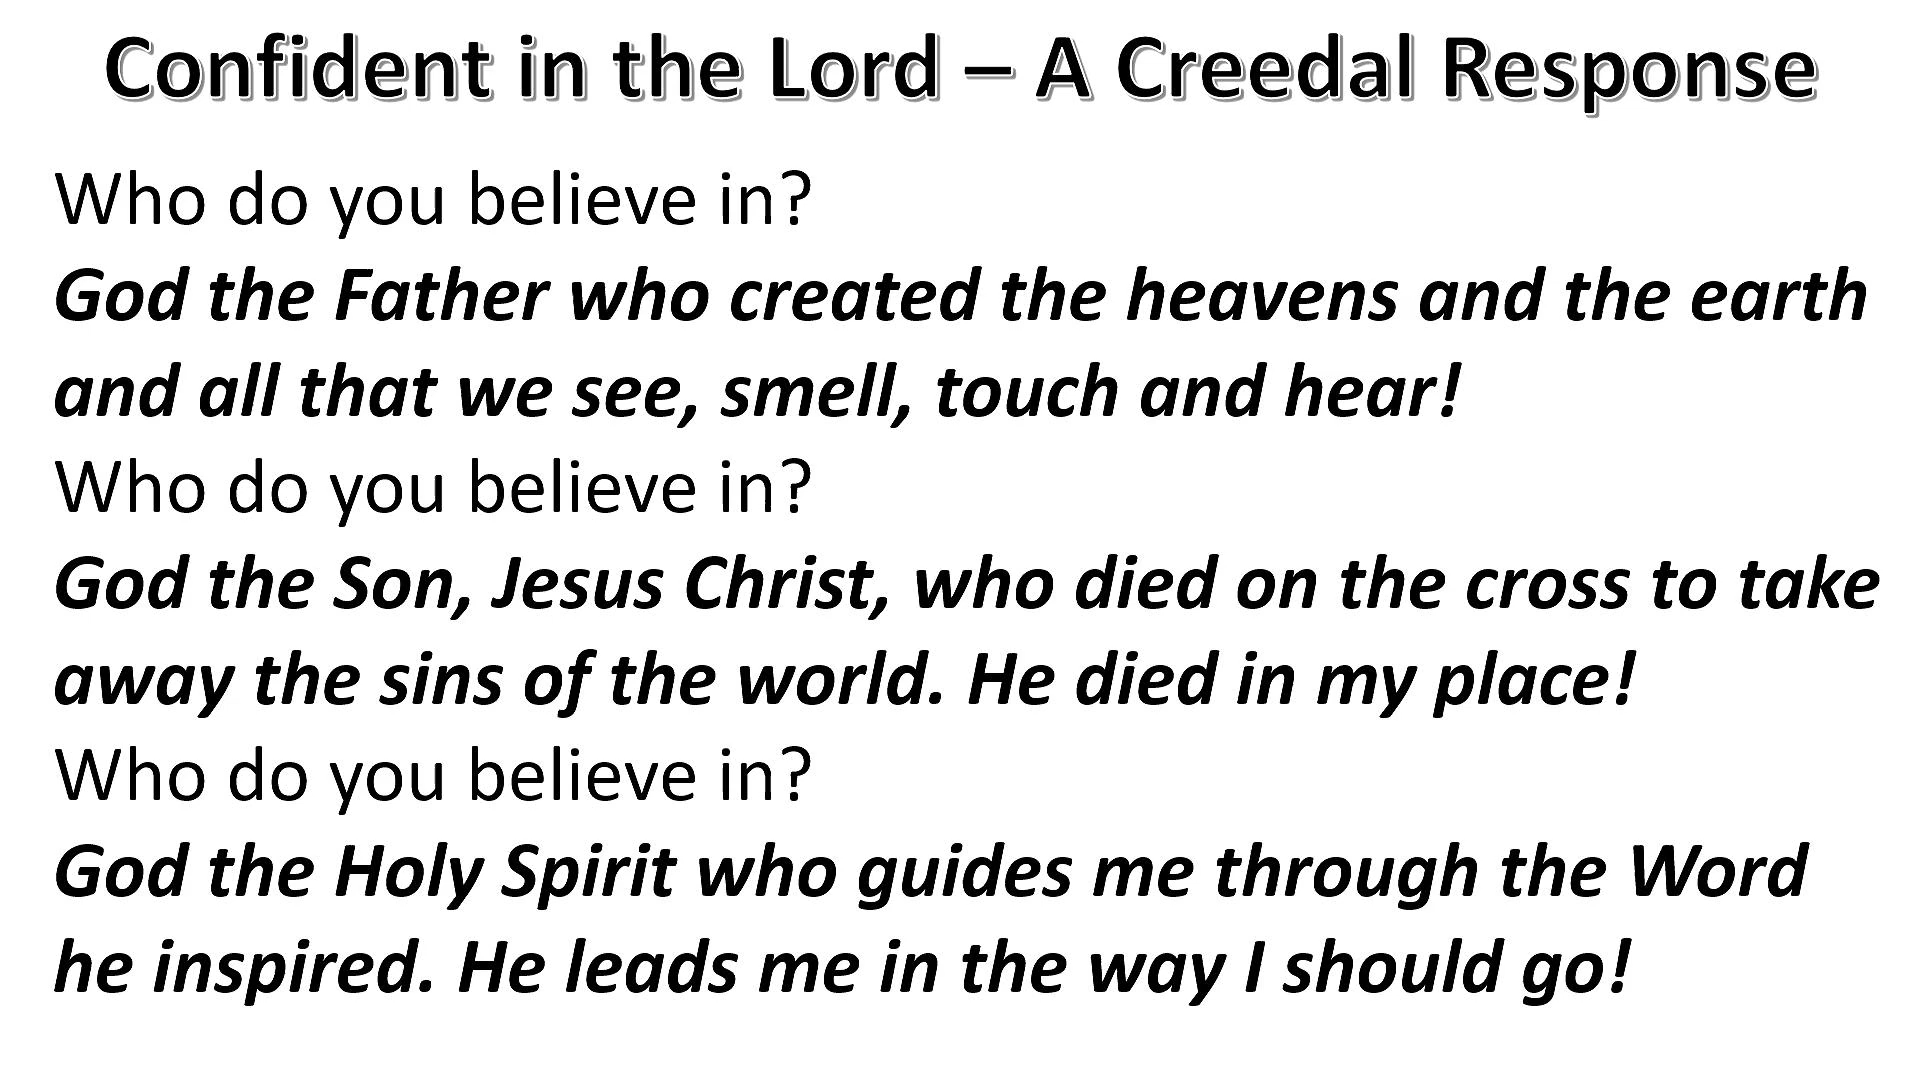 Confident in the Lord – A Creedal Response
Who do you believe in?
God the Father who created the heavens and the earth
and all that we see, smell, touch and hear!
Who do you believe in?
God the Son, Jesus Christ, who died on the cross to take
away the sins of the world. He died in my place!
Who do you believe in?
God the Holy Spirit who guides me through the Word
he inspired. He leads me in the way I should go!